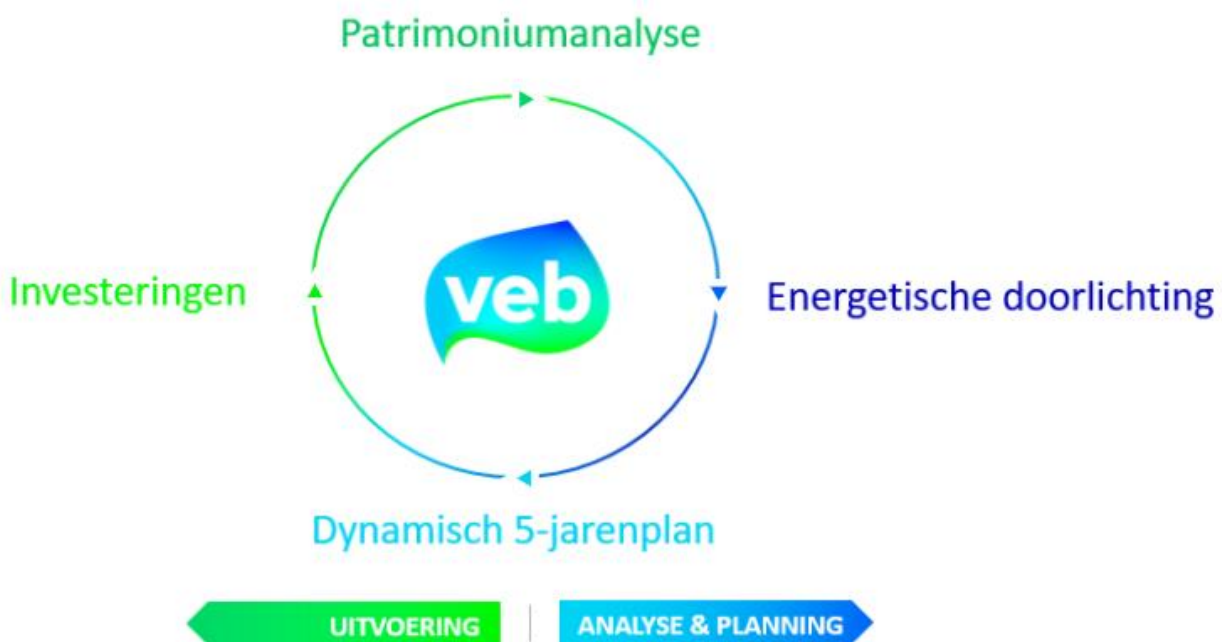 Patrimoniumanalyse
Investeringen
veb
Energetische doorlichting
Dynamisch 5-jarenplan
UITVOERING
ANALYSE & PLANNING